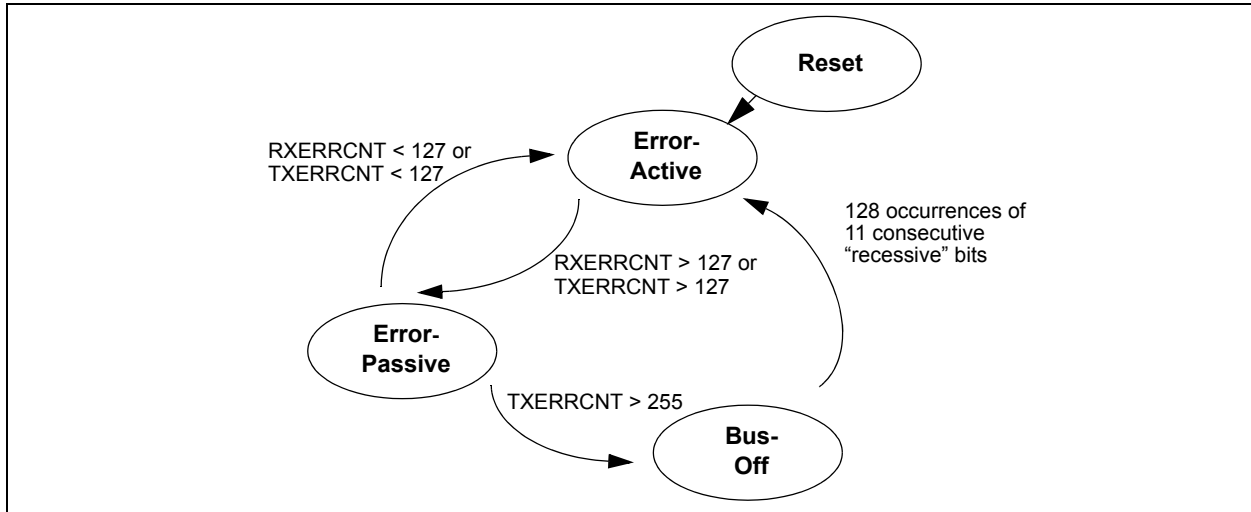 Reset
Error-
Active
RXERRCNT < 127 or
TXERRCNT < 127
128 occurrences of
11 consecutive
“recessive” bits
RXERRCNT > 127 or
TXERRCNT > 127
Error-
Passive
TXERRCNT > 255
Bus-
Off